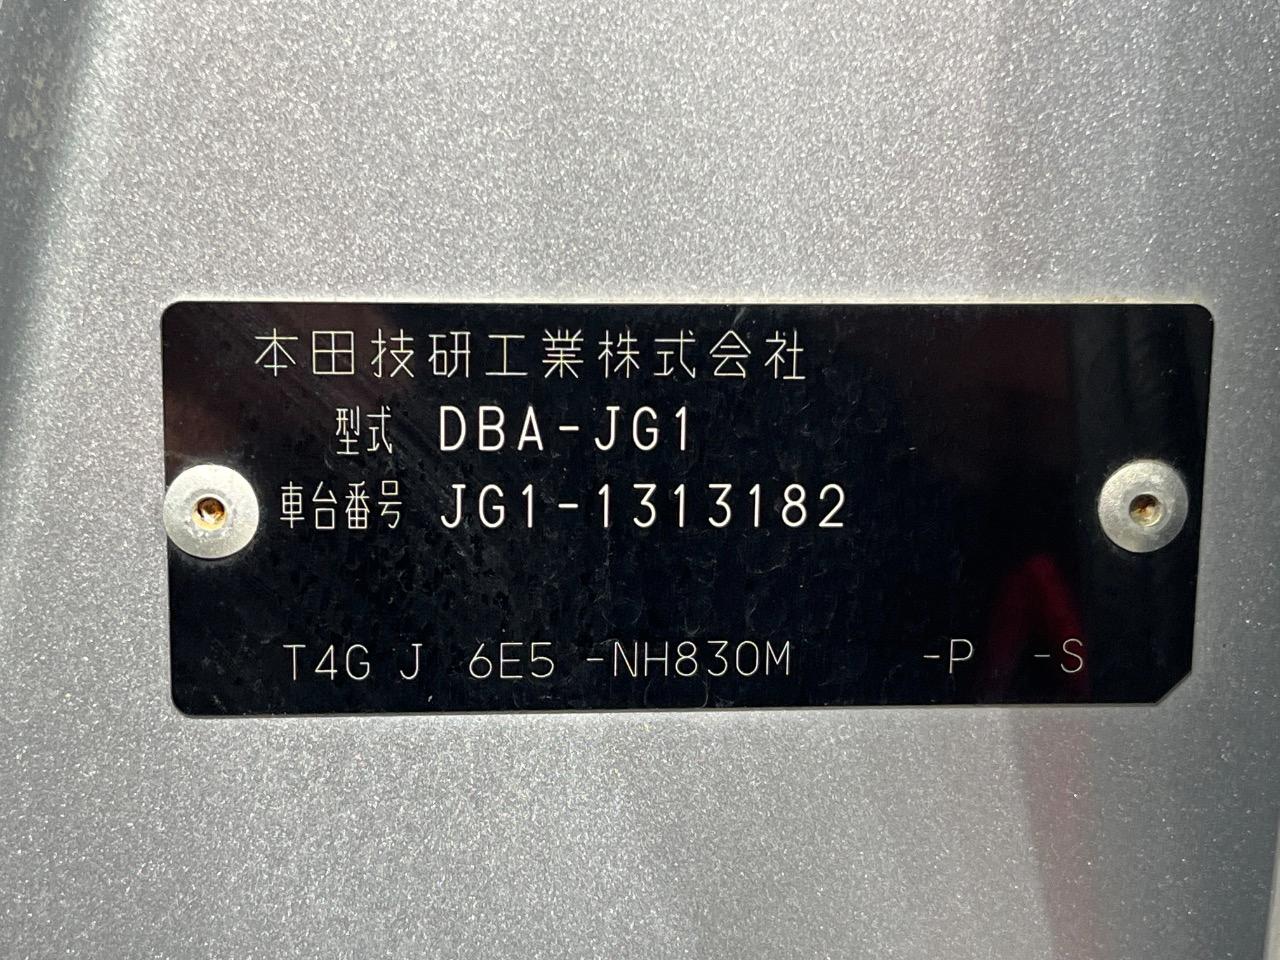 本田技研工業株式会社
型式 DBA-JG1
車台番号 JG1-1313182
T4G J 6E5 -NH830M -P -S